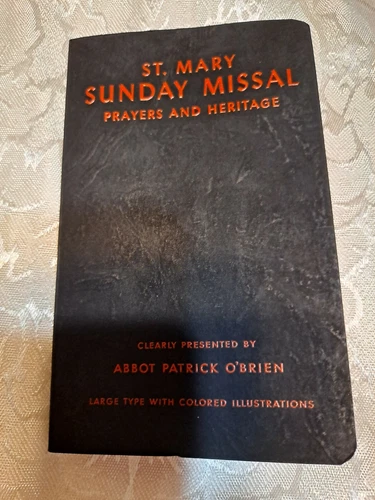 ST. MARY
SUNDAY MISSAL
PRAYERS AND HERITAGE
CLEARLY PRESENTED BY
ABBOT PATRICK O'BRIEN
LARGE TYPE WITH COLORED ILLUSTRATIONS